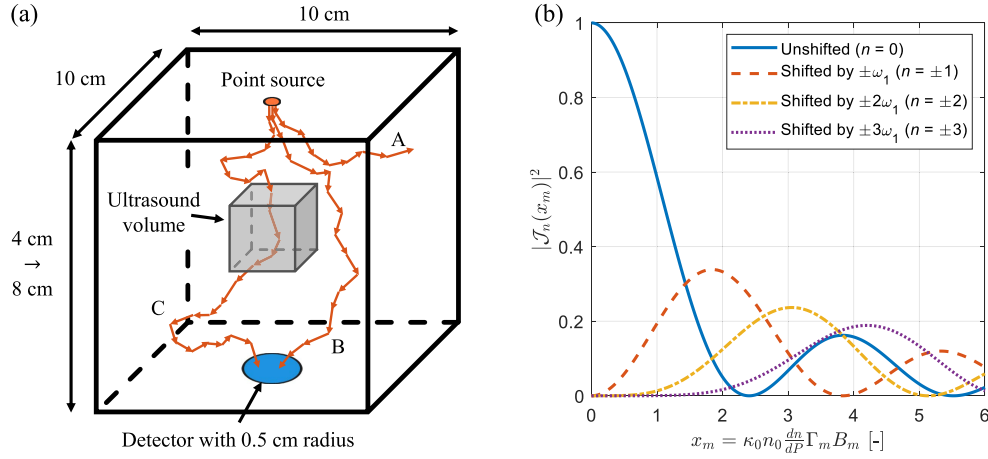 (a)
10 cm
10 cm
Point source
A
Ultrasound
volume
4 cm
→
8 cm
C
B
Detector with 0.5 cm radius
(b)
1
0.8
0.6
0.4
0.2
0
|𝒥ₙ(xₘ)|²
Unshifted (n = 0)
Shifted by ±ω₁ (n = ±1)
Shifted by ±2ω₁ (n = ±2)
Shifted by ±3ω₁ (n = ±3)
0 1 2 3 4 5 6
xₘ = κ₀n₀ dn/dP ΓₘBₘ [-]